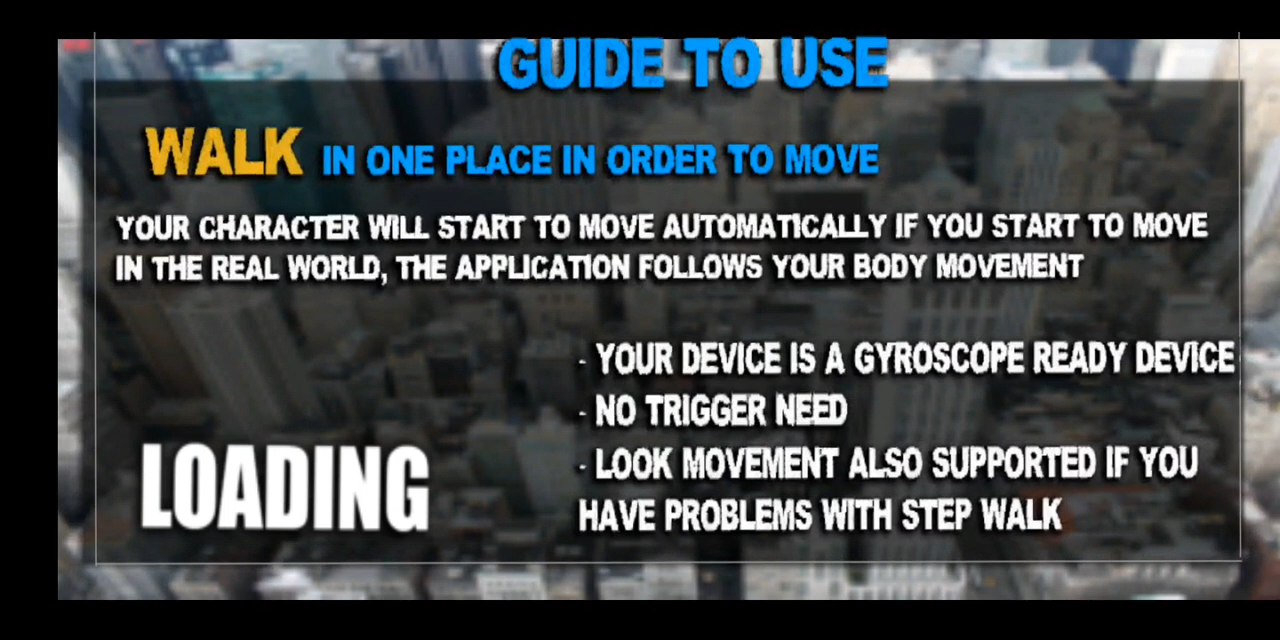 GUIDE TO USE
WALK IN ONE PLACE IN ORDER TO MOVE
YOUR CHARACTER WILL START TO MOVE AUTOMATICALLY IF YOU START TO MOVE
IN THE REAL WORLD, THE APPLICATION FOLLOWS YOUR BODY MOVEMENT
- YOUR DEVICE IS A GYROSCOPE READY DEVICE
- NO TRIGGER NEED
- LOOK MOVEMENT ALSO SUPPORTED IF YOU
HAVE PROBLEMS WITH STEP WALK
LOADING